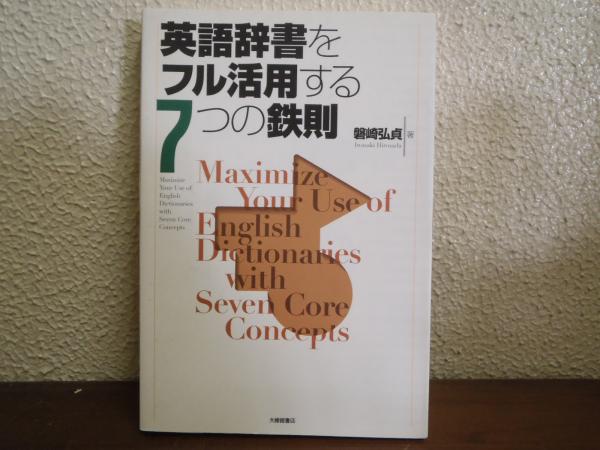 英語辞書を
フル活用する
7つの鉄則
磐崎弘貞 著
Iwasaki Hirosada
Maximize
Your Use of
English
Dictionaries
with
Seven Core
Concepts
Maximize
Your Use of
English
Dictionaries
with
Seven Core
Concepts
大修館書店